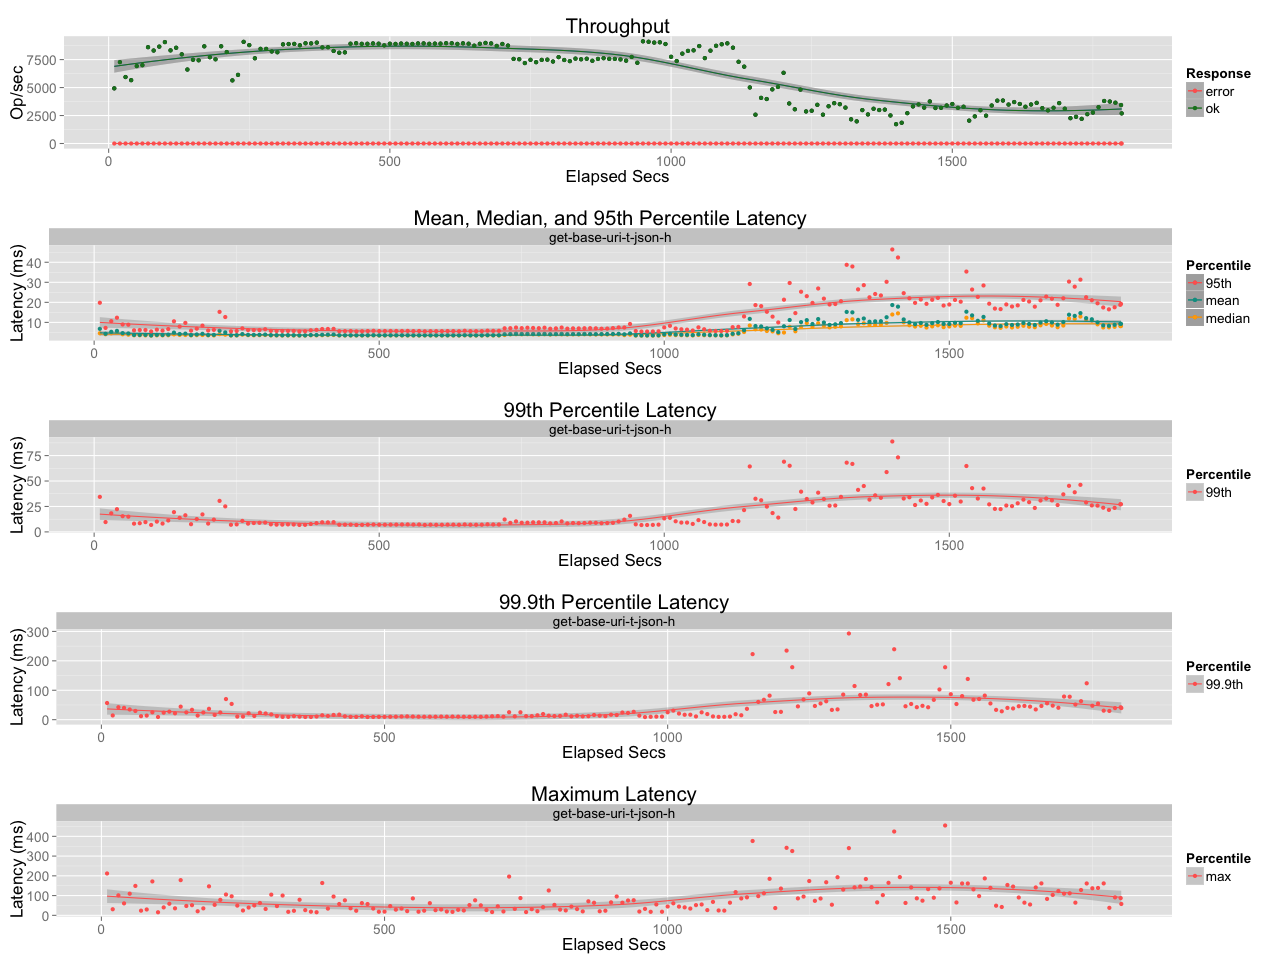 Throughput
Op/sec
7500
5000
2500
0
0 500 1000 1500
Elapsed Secs
Response
error
ok
Mean, Median, and 95th Percentile Latency
get-base-uri-t-json-h
Latency (ms)
40
30
20
10
0 500 1000 1500
Elapsed Secs
Percentile
95th
mean
median
99th Percentile Latency
get-base-uri-t-json-h
Latency (ms)
75
50
25
0
0 500 1000 1500
Elapsed Secs
Percentile
99th
99.9th Percentile Latency
get-base-uri-t-json-h
Latency (ms)
300
200
100
0
0 500 1000 1500
Elapsed Secs
Percentile
99.9th
Maximum Latency
get-base-uri-t-json-h
Latency (ms)
400
300
200
100
0
0 500 1000 1500
Elapsed Secs
Percentile
max